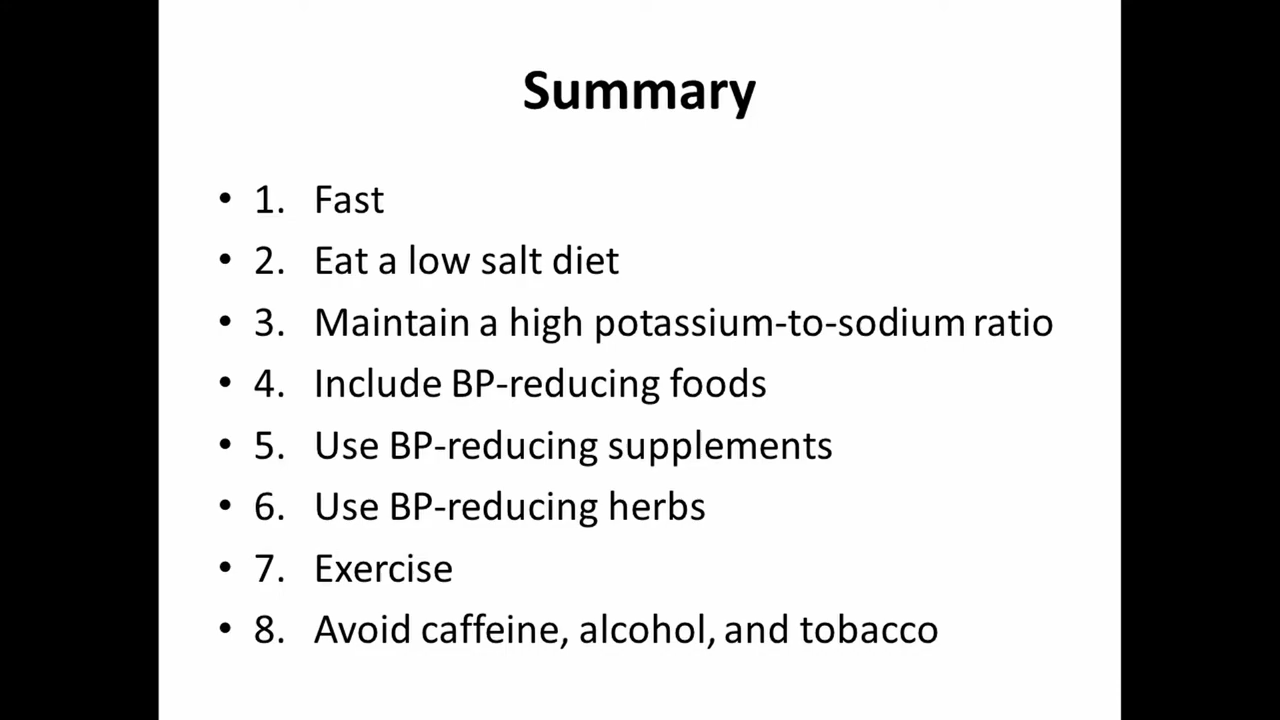 Summary
• 1. Fast
• 2. Eat a low salt diet
• 3. Maintain a high potassium-to-sodium ratio
• 4. Include BP-reducing foods
• 5. Use BP-reducing supplements
• 6. Use BP-reducing herbs
• 7. Exercise
• 8. Avoid caffeine, alcohol, and tobacco